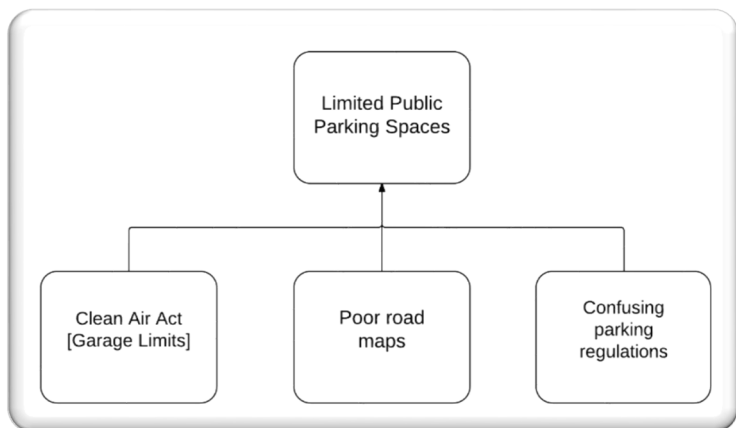 Limited Public
Parking Spaces
Clean Air Act
[Garage Limits]
Poor road
maps
Confusing
parking
regulations